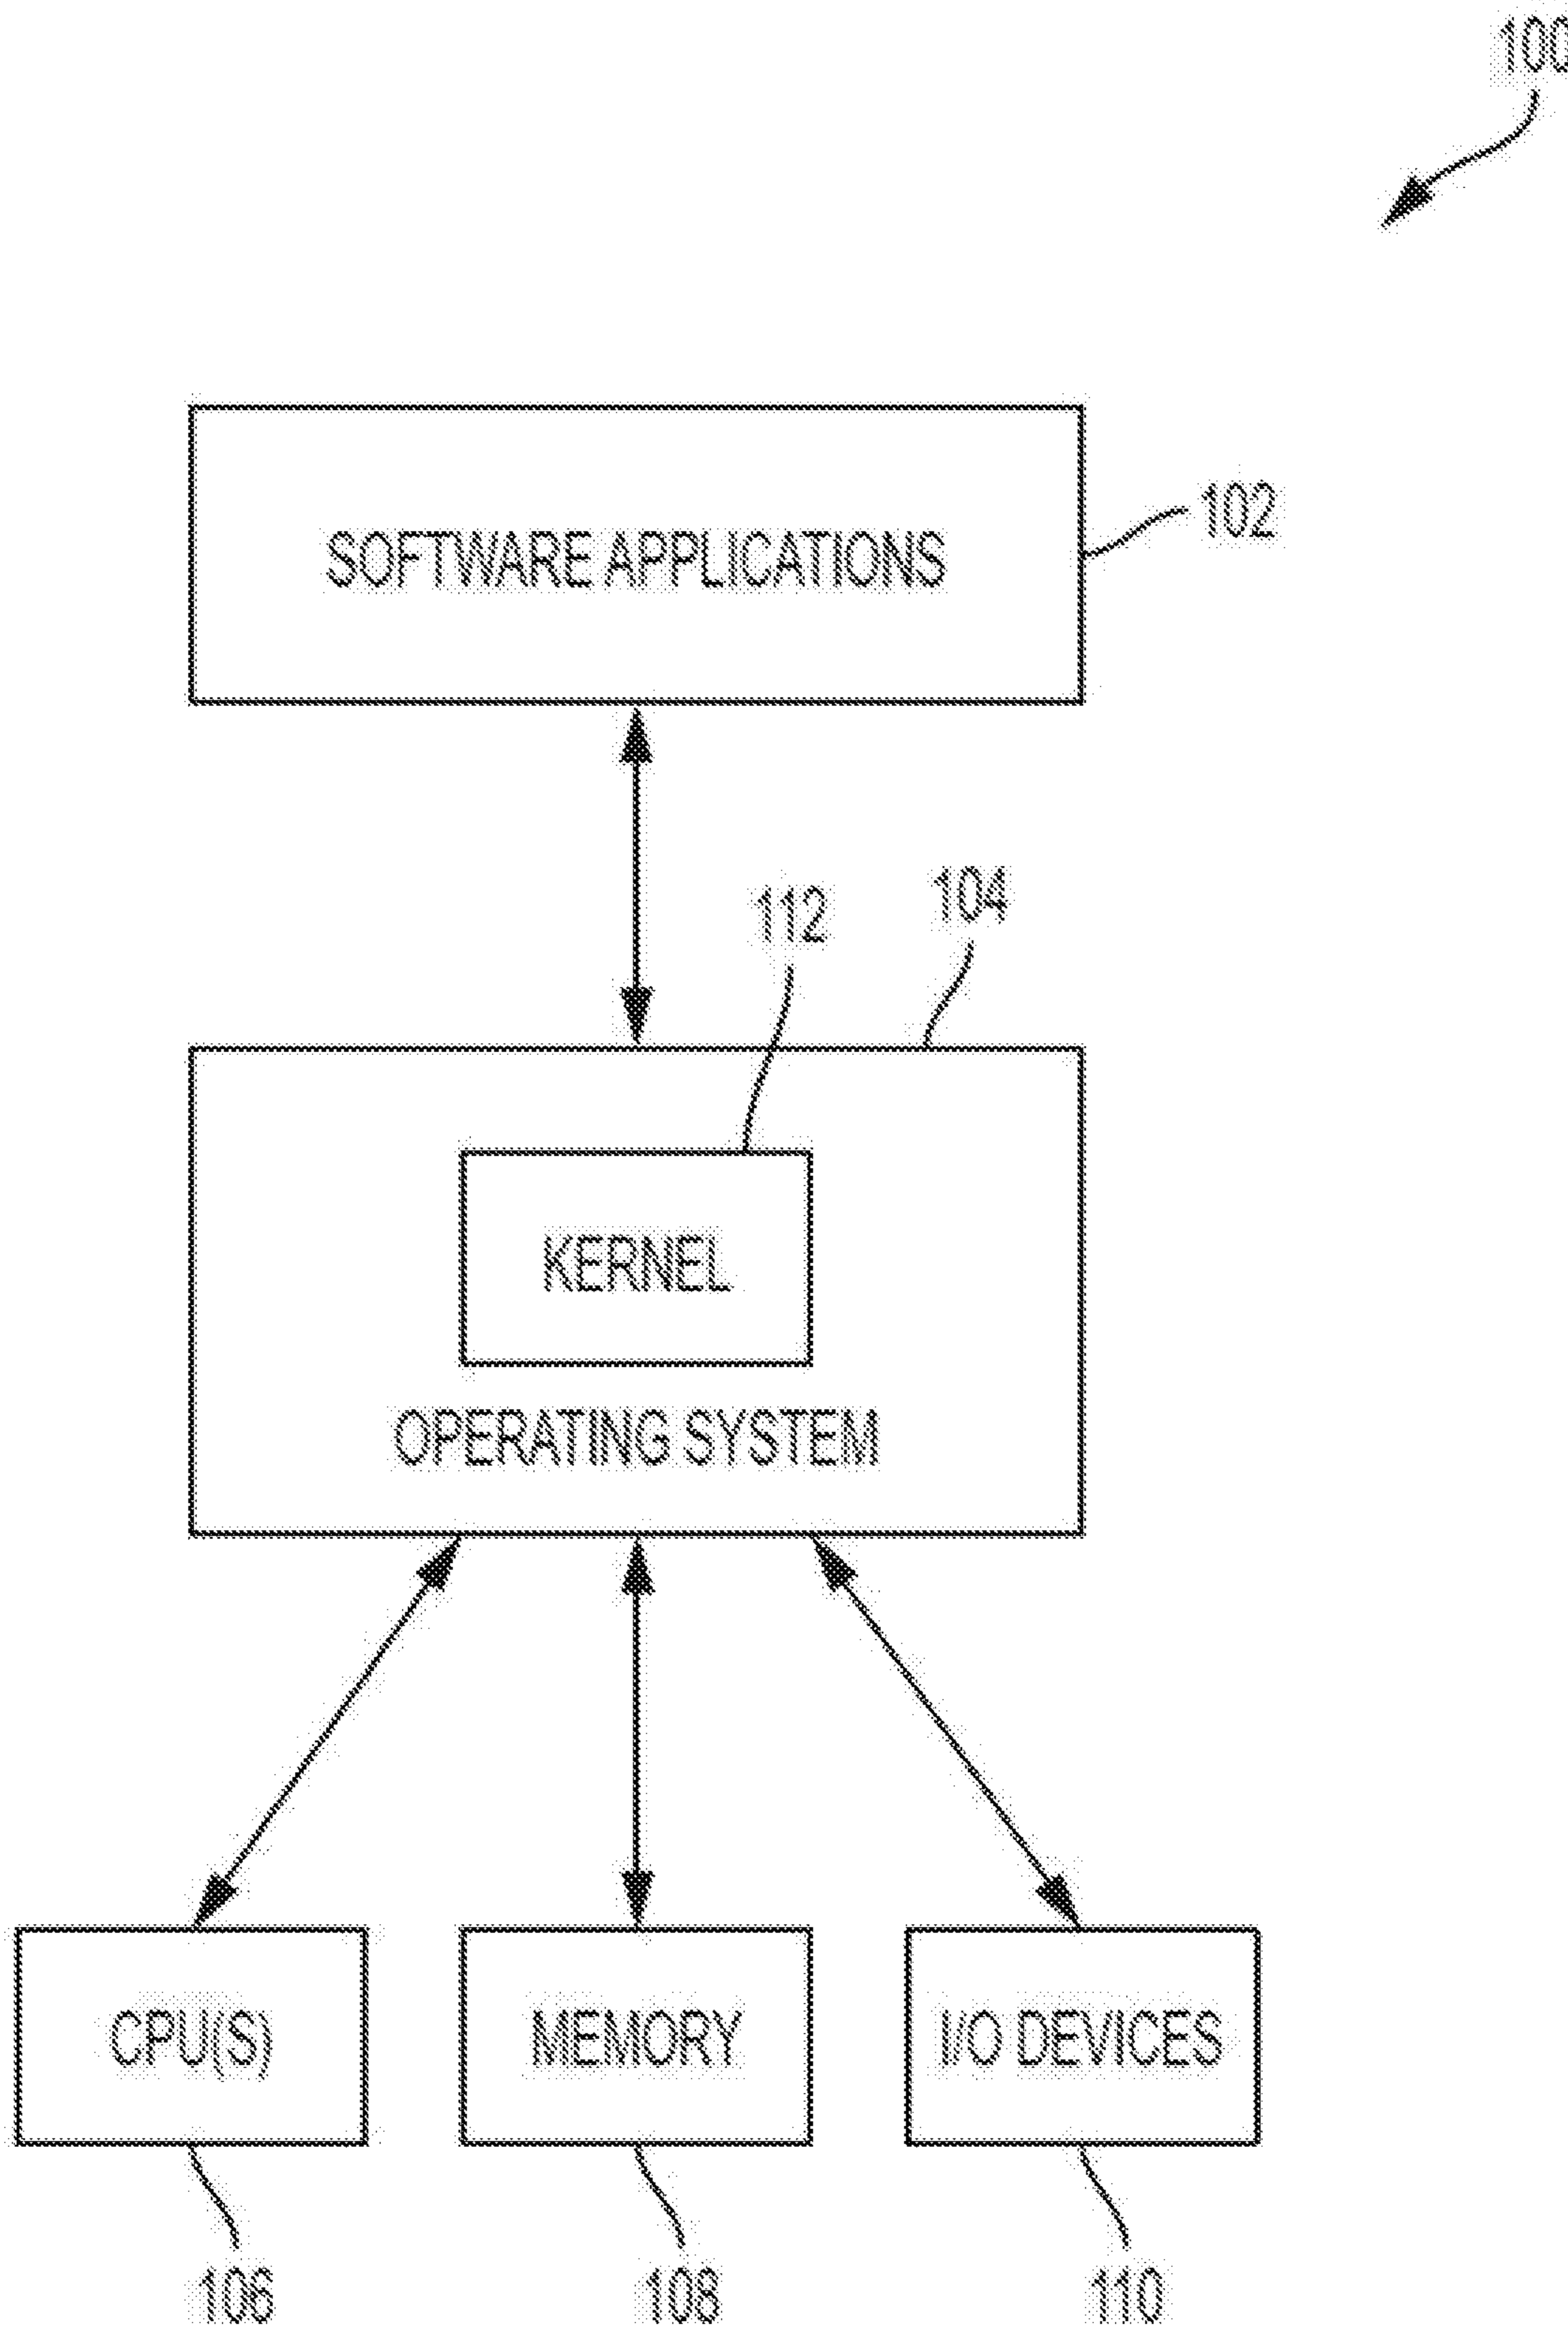 100
SOFTWARE APPLICATIONS
102
112
104
KERNEL
OPERATING SYSTEM
CPU(S)
MEMORY
I/O DEVICES
106
108
110